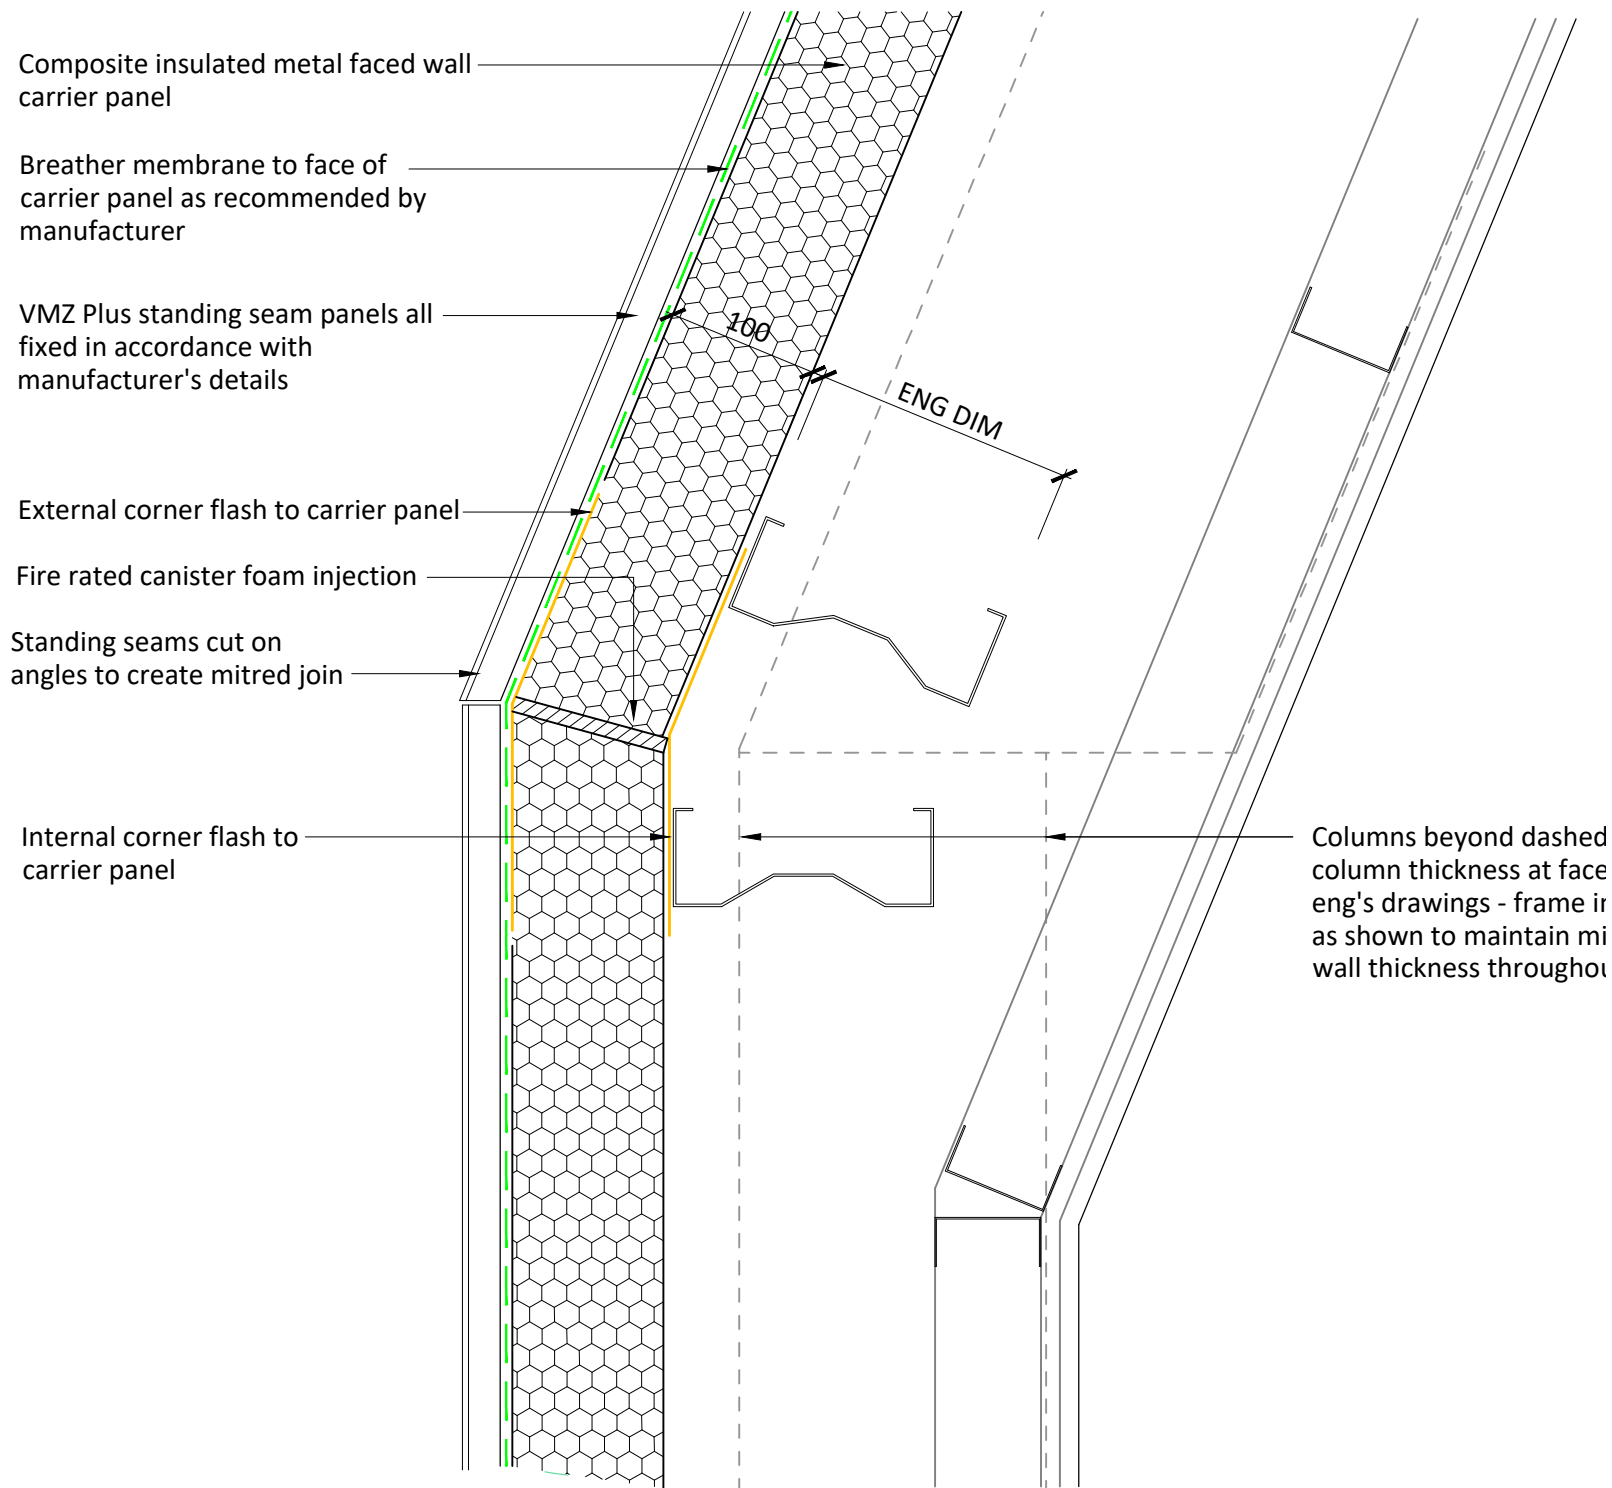 Composite insulated metal faced wall
carrier panel
Breather membrane to face of
carrier panel as recommended by
manufacturer
VMZ Plus standing seam panels all
fixed in accordance with
manufacturer's details
100
ENG DIM
External corner flash to carrier panel
Fire rated canister foam injection
Standing seams cut on
angles to create mitred join
Internal corner flash to
carrier panel
Columns beyond dashed
column thickness at face
eng's drawings - frame
as shown to maintain
wall thickness